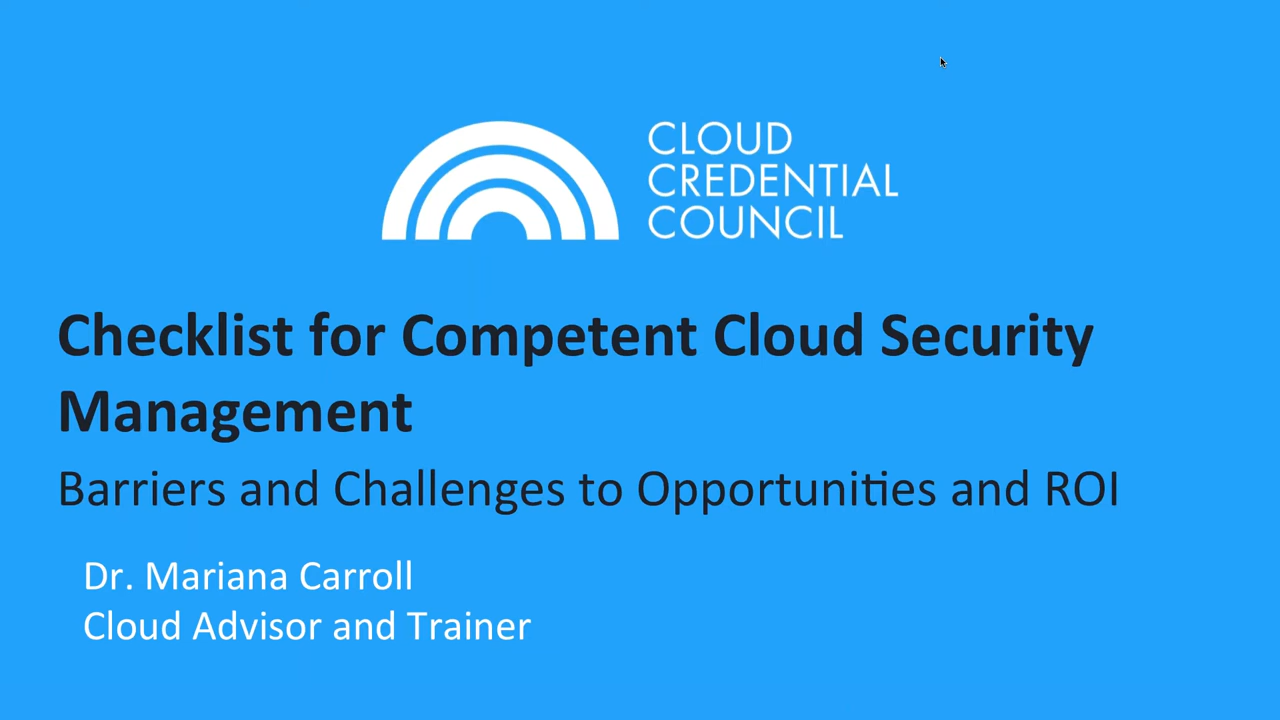 CLOUD
CREDENTIAL
COUNCIL
Checklist for Competent Cloud Security
Management
Barriers and Challenges to Opportunities and ROI
Dr. Mariana Carroll
Cloud Advisor and Trainer